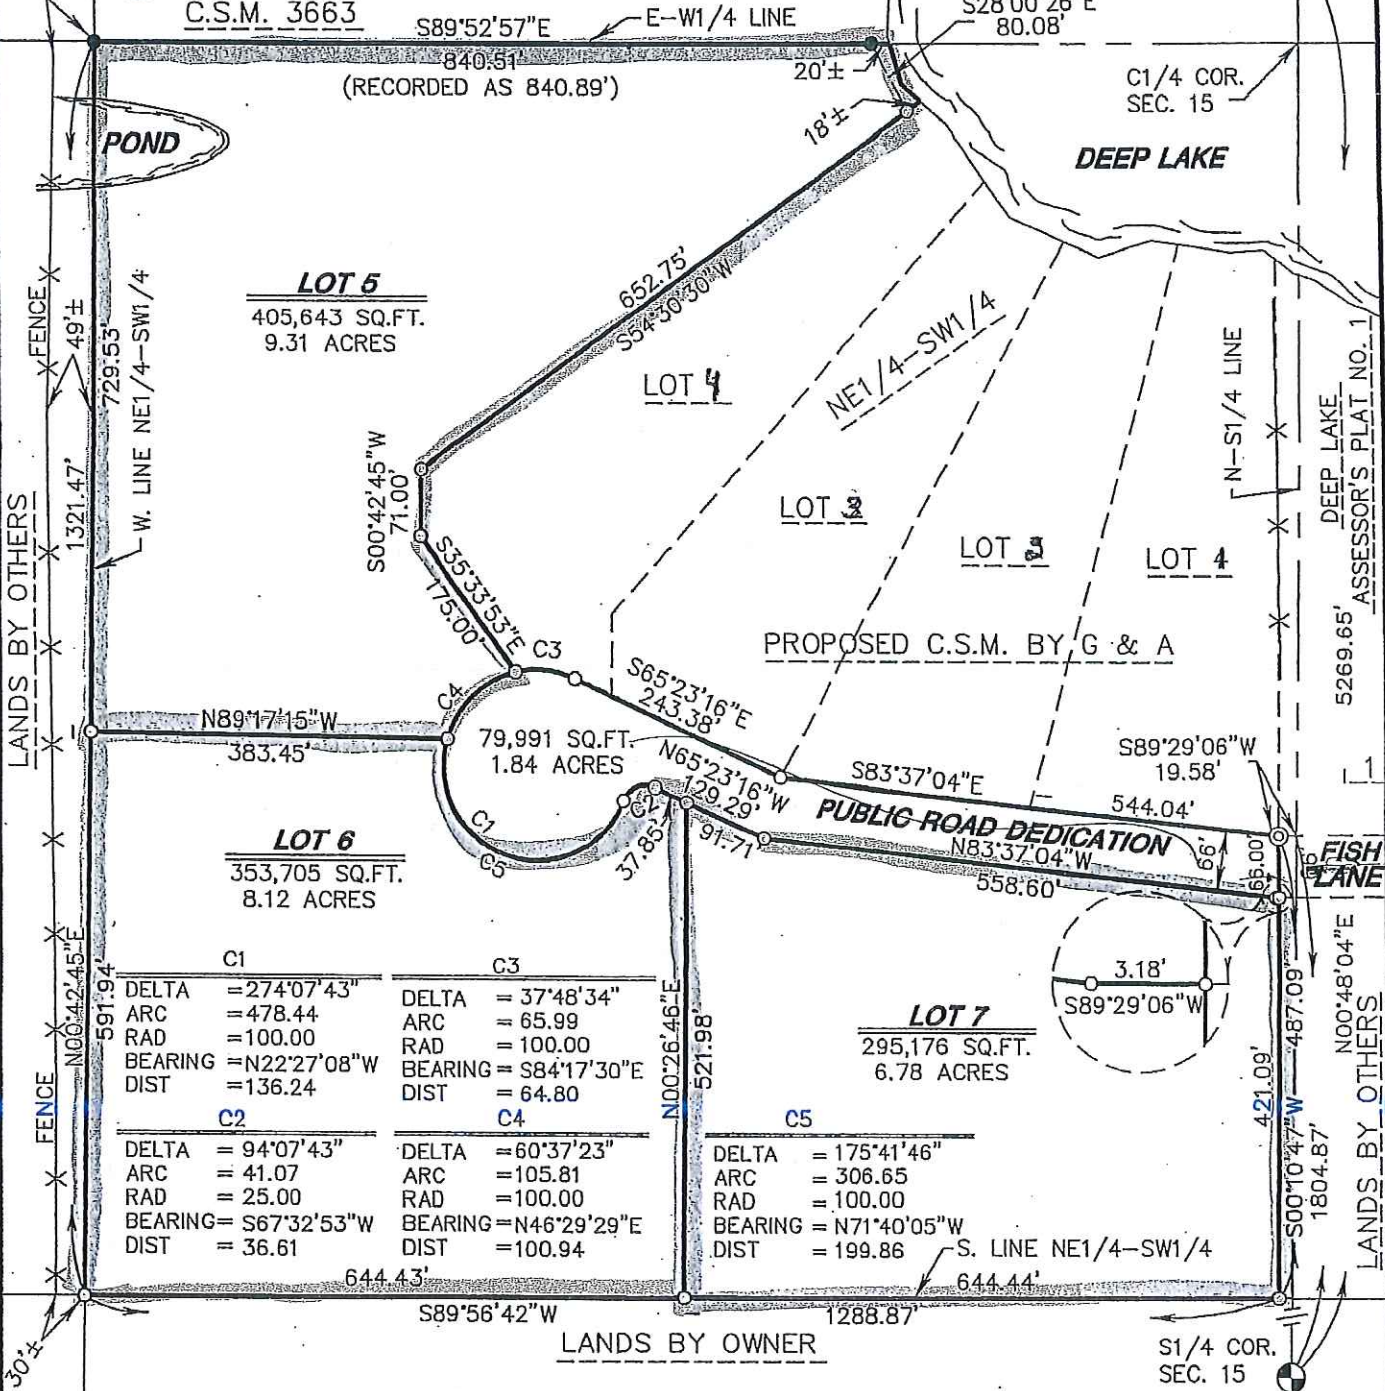 C.S.M. 3663
S89°52'57"E
E-W1/4 LINE
S28°00'26"E
80.08'
840.51'
(RECORDED AS 840.89')
20'±
18'±
C1/4 COR.
SEC. 15
POND
DEEP LAKE
LOT 5
405,643 SQ.FT.
9.31 ACRES
652.75'
S54°30'30"W
FENCE
49'±
729.53'
W. LINE NE1/4-SW1/4
1321.47'
LANDS BY OTHERS
LOT 4
NE1/4-SW1/4
N-S1/4 LINE
DEEP LAKE
ASSESSOR'S PLAT NO. 1
5269.65'
S00°42'45"W
71.00'
LOT
LOT 3
LOT 1
S35°33'53"E
175.00'
PROPOSED C.S.M. BY G & A
C3
C4
S65°23'16"E
243.38'
N89°17'15"W
383.45'
79,991 SQ.FT.
1.84 ACRES
N65°23'16"W
129.29'
91.71'
S83°37'04"E
544.04'
S89°29'06"W
19.58'
1
PUBLIC ROAD DEDICATION
N83°37'04"W
558.60'
66'
66.00'
66'
FISH
LANE
C1
C5
C2
37.85'
LOT 6
353,705 SQ.FT.
8.12 ACRES
N00°42'45"E
591.94'
FENCE
C1
DELTA =274°07'43"
ARC =478.44
RAD =100.00
BEARING =N22°27'08"W
DIST =136.24
C3
DELTA = 37°48'34"
ARC = 65.99
RAD = 100.00
BEARING = S84°17'30"E
DIST = 64.80
C2
DELTA = 94°07'43"
ARC = 41.07
RAD = 25.00
BEARING= S67°32'53"W
DIST = 36.61
C4
DELTA =60°37'23"
ARC =105.81
RAD =100.00
BEARING=N46°29'29"E
DIST =100.94
C5
DELTA = 175°41'46"
ARC = 306.65
RAD = 100.00
BEARING = N71°40'05"W
DIST = 199.86
N00°26'46"E
521.98'
LOT 7
295,176 SQ.FT.
6.78 ACRES
3.18'
S89°29'06"W
421.09'
S00°10'47"W 487.09'
1804.87'
N00°48'04"E
LANDS BY OTHERS
S. LINE NE1/4-SW1/4
644.43'
644.44'
S89°56'42"W
1288.87'
LANDS BY OWNER
30'±
S1/4 COR.
SEC. 15